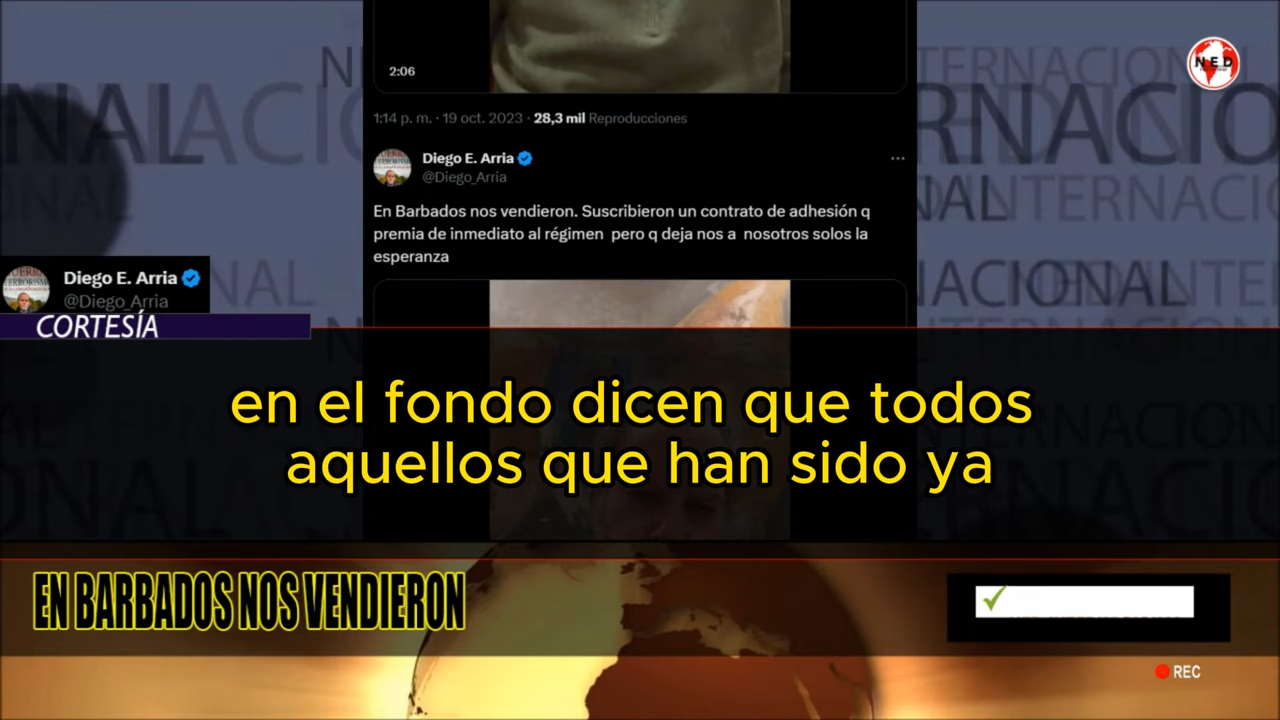 2:06
NED
1:14 p. m. · 19 oct. 2023 · 28,3 mil Reproducciones
Diego E. Arria
@Diego_Arria
En Barbados nos vendieron. Suscribieron un contrato de adhesión q
premia de inmediato al régimen pero q deja nos a nosotros solos la
esperanza
Diego E. Arria
@Diego_Arria
CORTESÍA
en el fondo dicen que todos
aquellos que han sido ya
EN BARBADOS NOS VENDIERON
REC